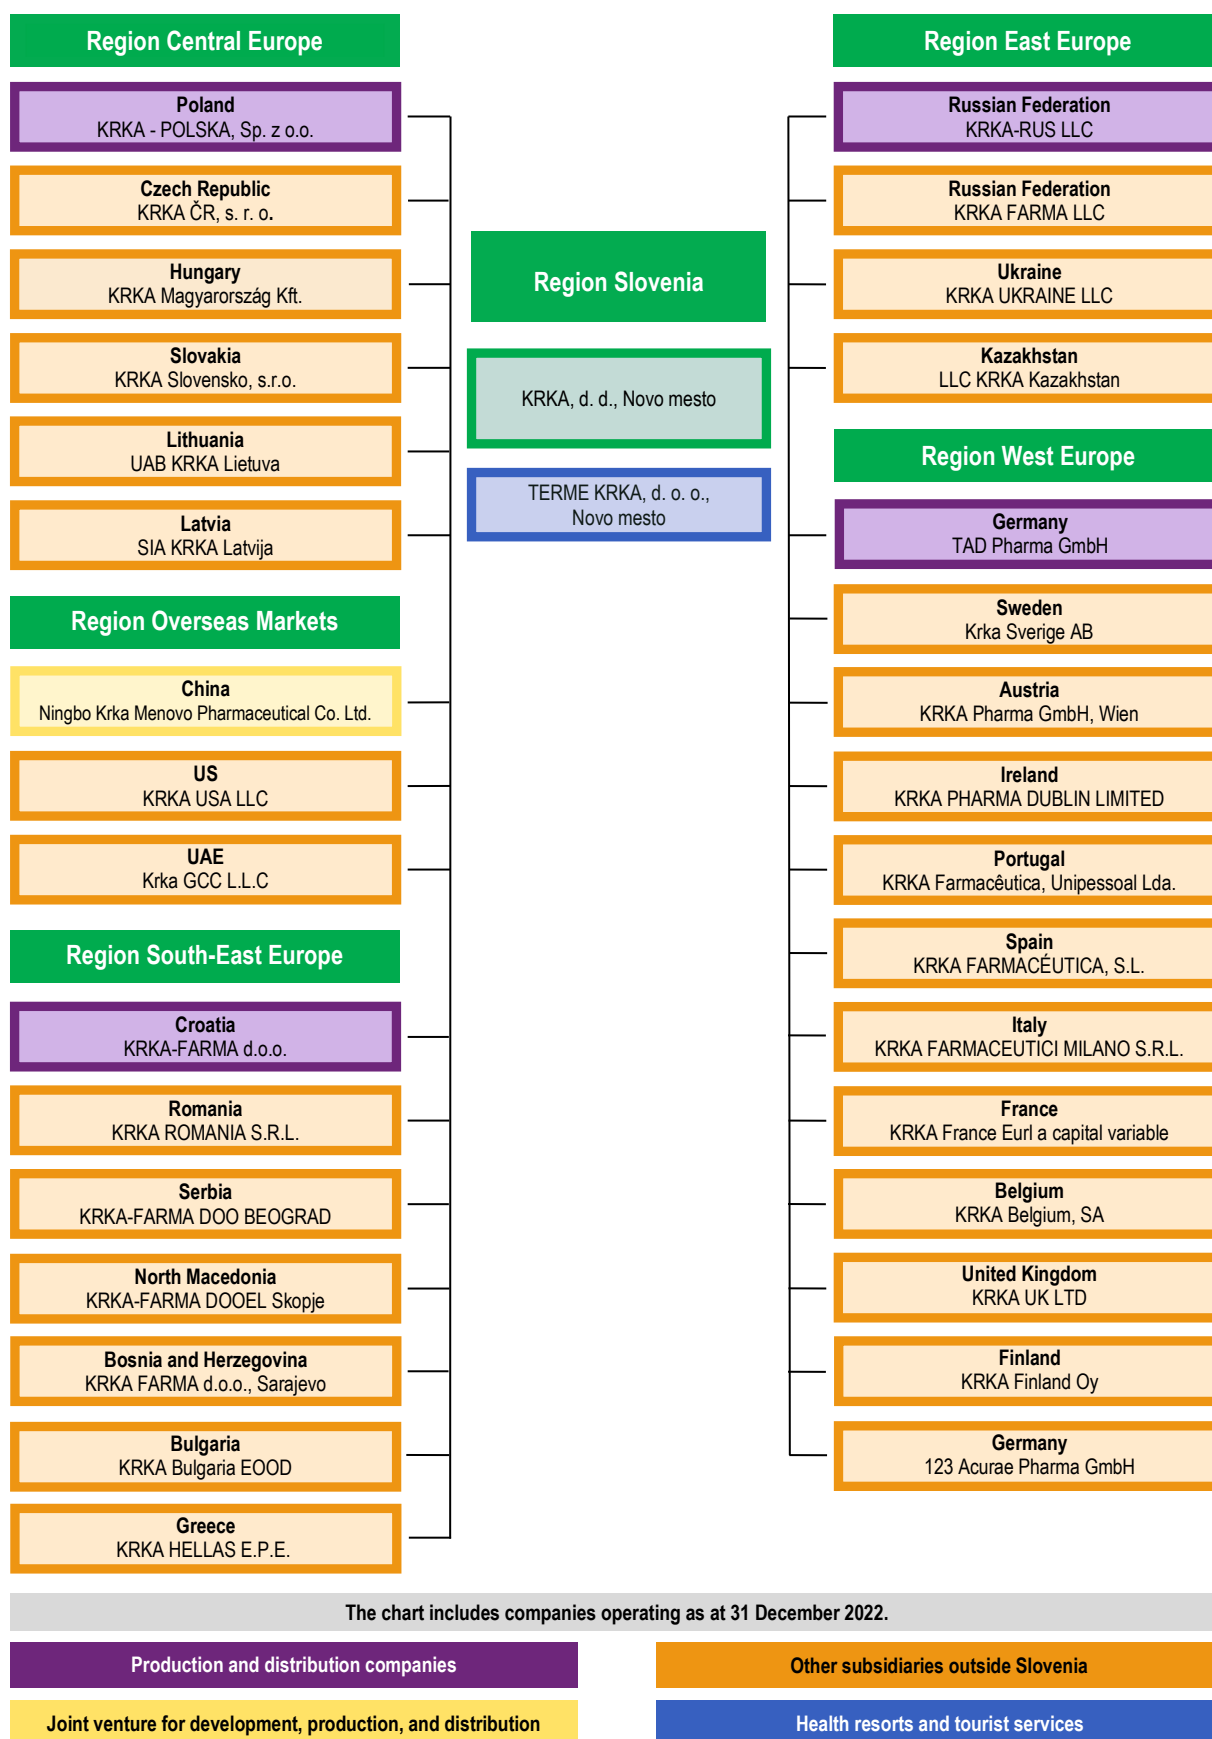 Region Central Europe
Poland
KRKA - POLSKA, Sp. z o.o.
Czech Republic
KRKA ČR, s. r. o.
Hungary
KRKA Magyarország Kft.
Slovakia
KRKA Slovensko, s.r.o.
Lithuania
UAB KRKA Lietuva
Latvia
SIA KRKA Latvija
Region Overseas Markets
China
Ningbo Krka Menovo Pharmaceutical Co. Ltd.
US
KRKA USA LLC
UAE
Krka GCC L.L.C
Region South-East Europe
Croatia
KRKA-FARMA d.o.o.
Romania
KRKA ROMANIA S.R.L.
Serbia
KRKA-FARMA DOO BEOGRAD
North Macedonia
KRKA-FARMA DOOEL Skopje
Bosnia and Herzegovina
KRKA FARMA d.o.o., Sarajevo
Bulgaria
KRKA Bulgaria EOOD
Greece
KRKA HELLAS E.P.E.
Region Slovenia
KRKA, d. d., Novo mesto
TERME KRKA, d. o. o.,
Novo mesto
Region East Europe
Russian Federation
KRKA-RUS LLC
Russian Federation
KRKA FARMA LLC
Ukraine
KRKA UKRAINE LLC
Kazakhstan
LLC KRKA Kazakhstan
Region West Europe
Germany
TAD Pharma GmbH
Sweden
Krka Sverige AB
Austria
KRKA Pharma GmbH, Wien
Ireland
KRKA PHARMA DUBLIN LIMITED
Portugal
KRKA Farmacêutica, Unipessoal Lda.
Spain
KRKA FARMACÉUTICA, S.L.
Italy
KRKA FARMACEUTICI MILANO S.R.L.
France
KRKA France Eurl a capital variable
Belgium
KRKA Belgium, SA
United Kingdom
KRKA UK LTD
Finland
KRKA Finland Oy
Germany
123 Acurae Pharma GmbH
The chart includes companies operating as at 31 December 2022.
Production and distribution companies
Other subsidiaries outside Slovenia
Joint venture for development, production, and distribution
Health resorts and tourist services